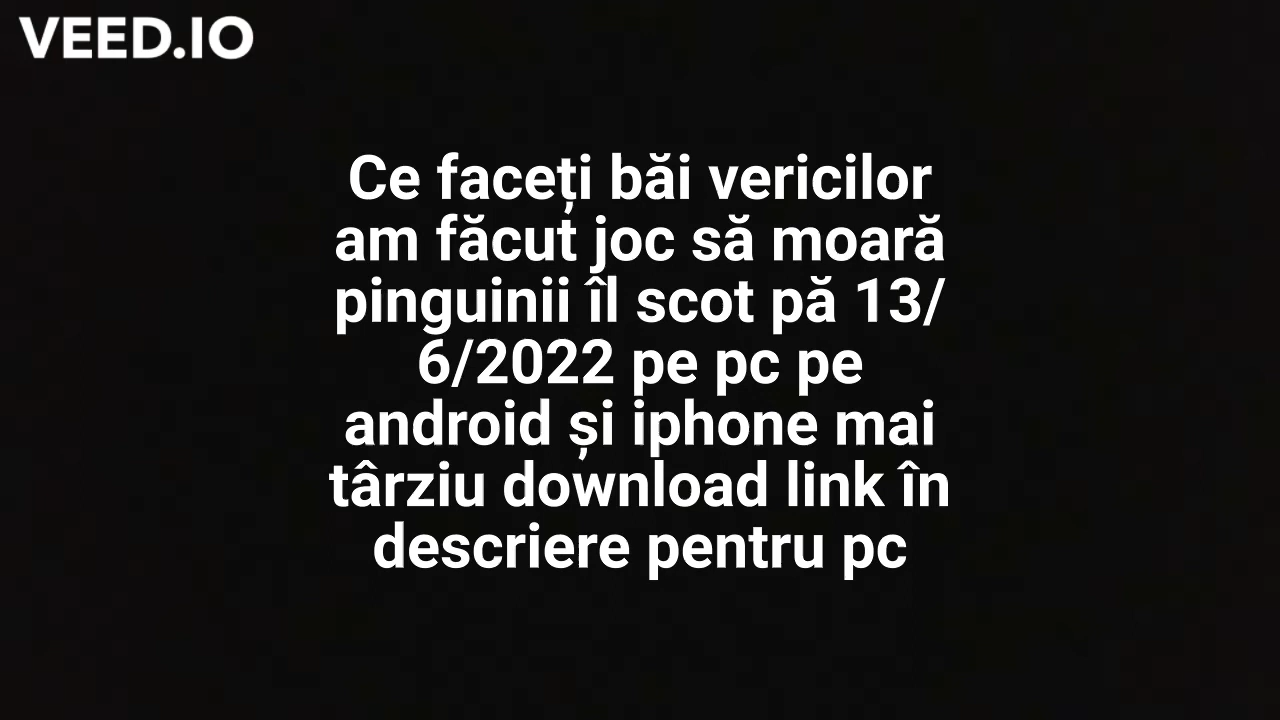 VEED.IO
Ce faceți băi vericilor
am făcut joc să moară
pinguinii îl scot pă 13/
6/2022 pe pc pe
android și iphone mai
târziu download link în
descriere pentru pc